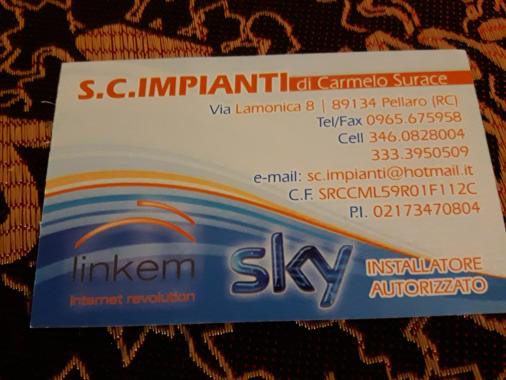 S.C.IMPIANTI di Carmelo Surace
Via Lamonica 8 | 89134 Pellaro (RC)
Tel/Fax 0965.675958
Cell 346.0828004
333.3950509
e-mail: sc.impianti@hotmail.it
C.F. SRCCML59R01F112C
P.I. 02173470804
linkem
Internet revolution
sky
INSTALLATORE
AUTORIZZATO